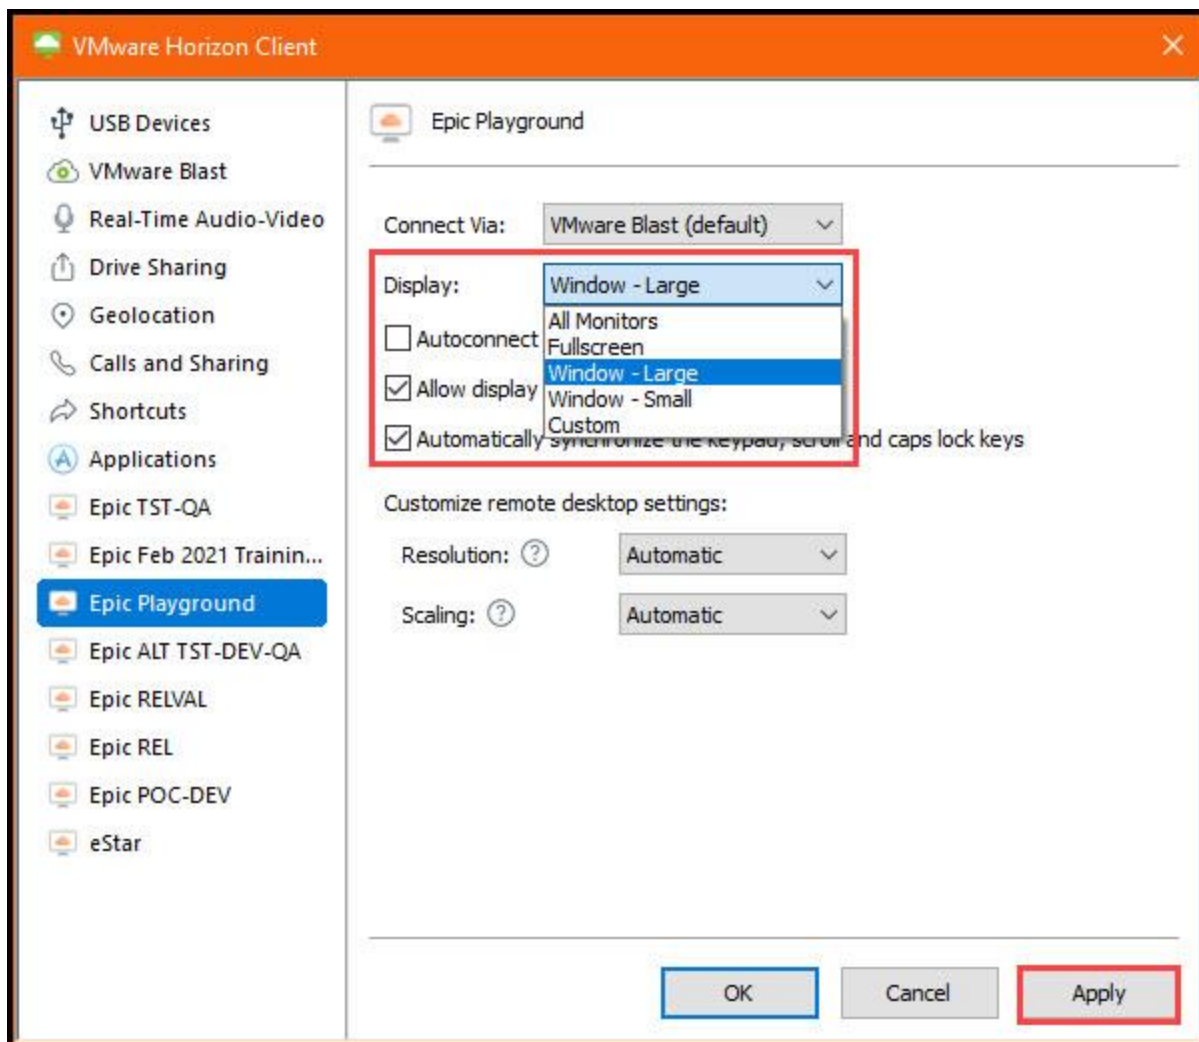 VMware Horizon Client
USB Devices
VMware Blast
Real-Time Audio-Video
Drive Sharing
Geolocation
Calls and Sharing
Shortcuts
Applications
Epic TST-QA
Epic Feb 2021 Trainin...
Epic Playground
Epic ALT TST-DEV-QA
Epic RELVAL
Epic REL
Epic POC-DEV
eStar
Epic Playground
Connect Via: VMware Blast (default)
Display: Window - Large
All Monitors
Fullscreen
Window - Large
Window - Small
Custom
Autoconnect
Allow display
Automatically synchronize the keypad, scroll and caps lock keys
Customize remote desktop settings:
Resolution: ? Automatic
Scaling: ? Automatic
OK Cancel Apply